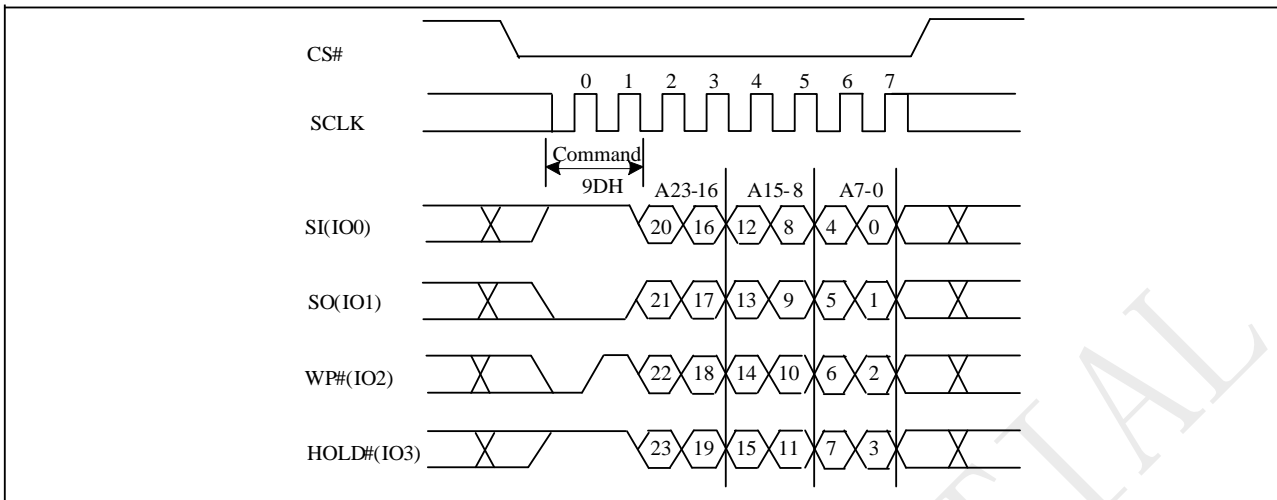 CS#
0 1 2 3 4 5 6 7
SCLK
Command
9DH
A23-16 A15-8 A7-0
SI(IO0)
20 16 12 8 4 0
SO(IO1)
21 17 13 9 5 1
WP#(IO2)
22 18 14 10 6 2
HOLD#(IO3)
23 19 15 11 7 3
TIAL